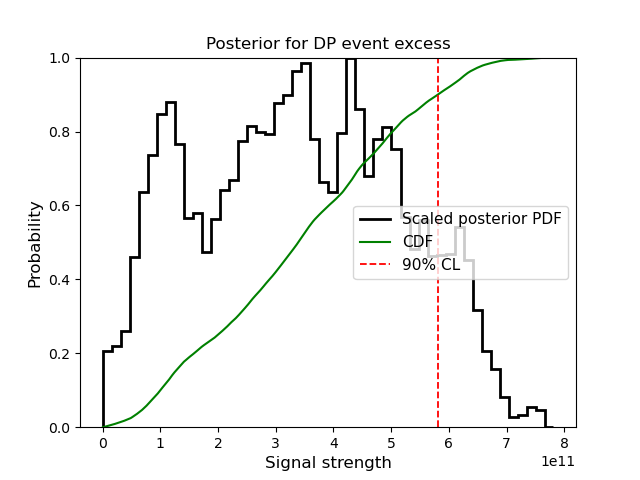 Posterior for DP event excess
Probability
1.0
0.8
0.6
0.4
0.2
0.0
Scaled posterior PDF
CDF
90% CL
0 1 2 3 4 5 6 7 8
1e11
Signal strength